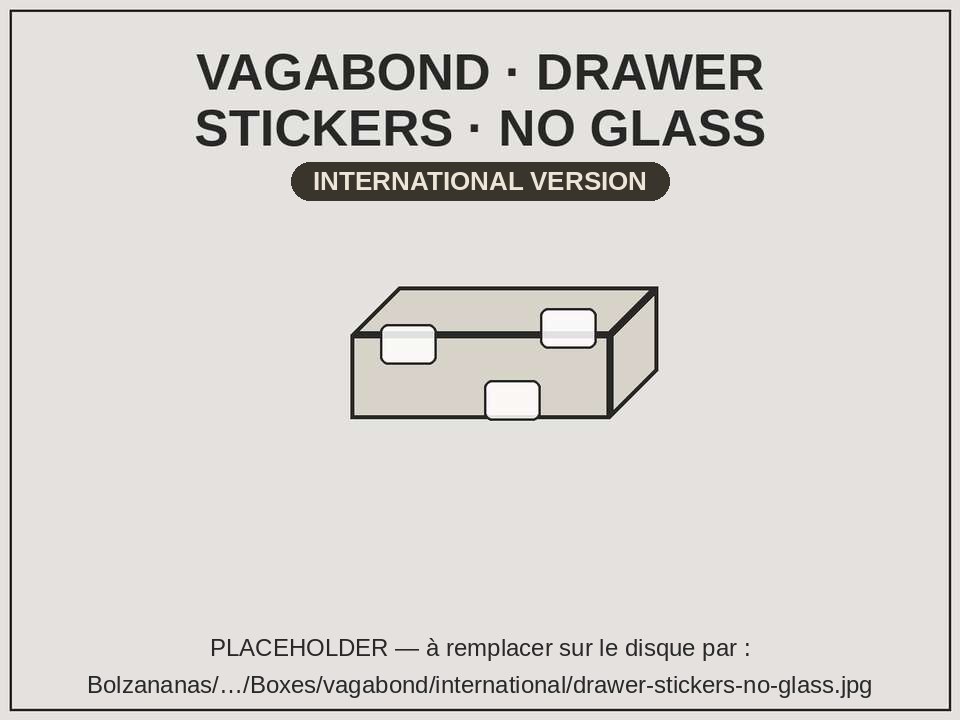 VAGABOND · DRAWER
STICKERS · NO GLASS
INTERNATIONAL VERSION
PLACEHOLDER — à remplacer sur le disque par :
Bolzananas/…/Boxes/vagabond/international/drawer-stickers-no-glass.jpg